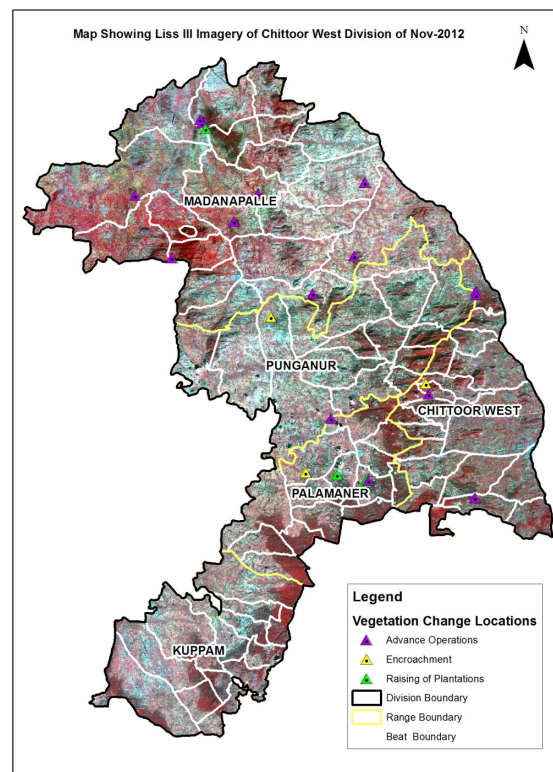 Map Showing Liss III Imagery of Chittoor West Division of Nov-2012
N
MADANAPALLE
PUNGANUR
CHITTOOR WEST
PALAMANER
KUPPAM
Legend
Vegetation Change Locations
Advance Operations
Encroachment
Raising of Plantations
Division Boundary
Range Boundary
Beat Boundary